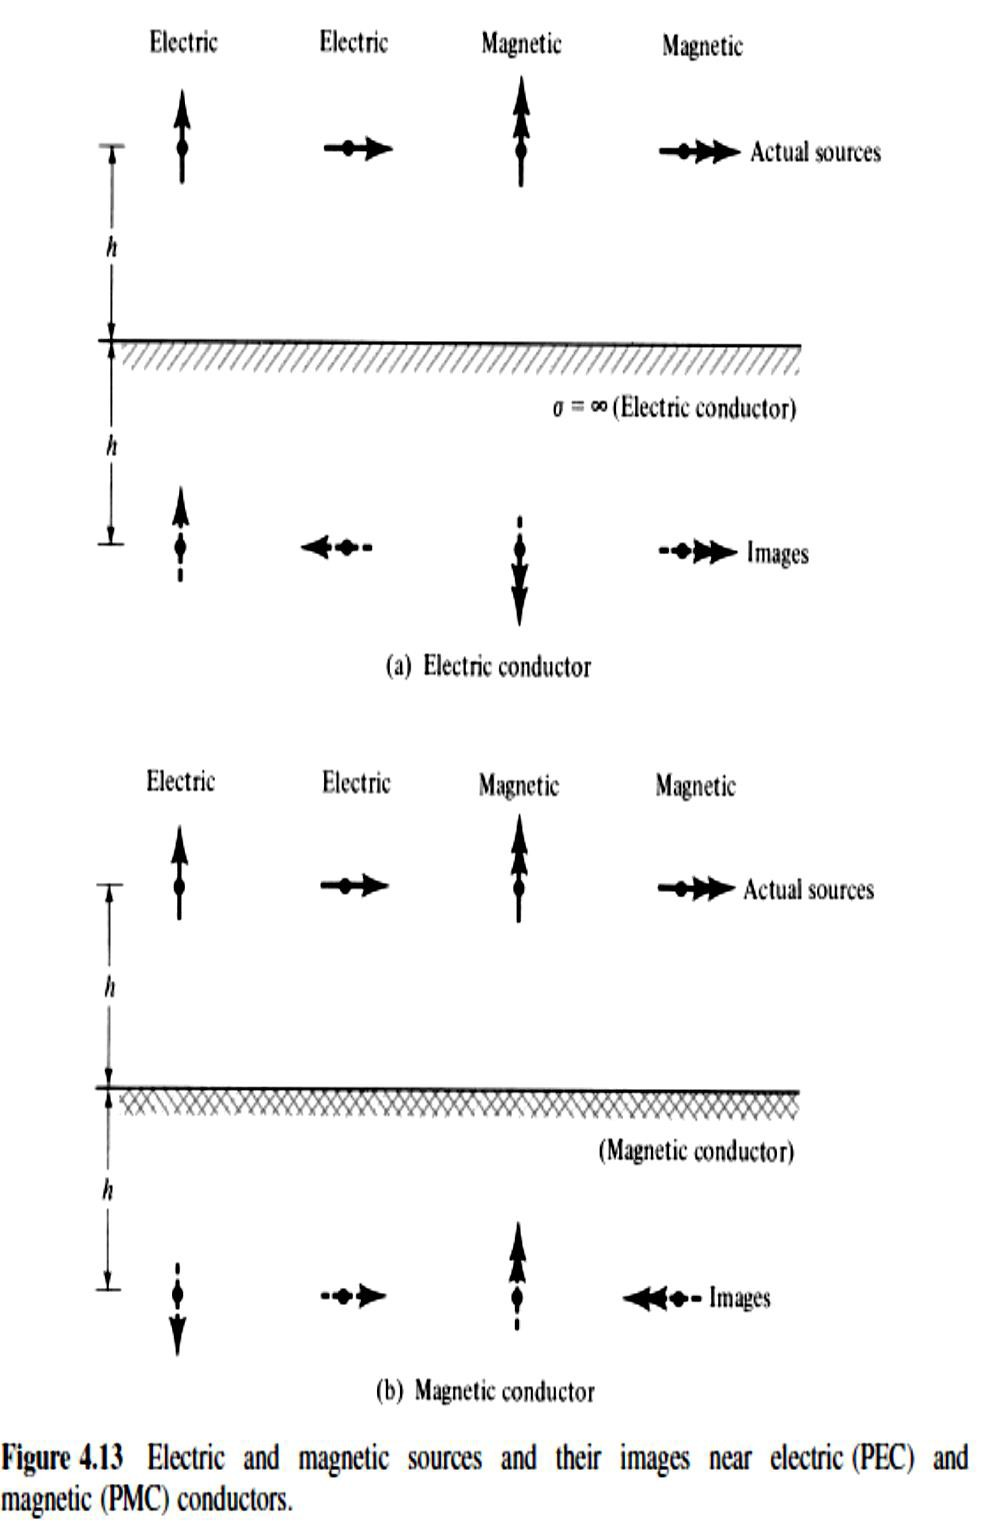 Electric Electric Magnetic Magnetic
Actual sources
h
σ = ∞ (Electric conductor)
h
Images
(a) Electric conductor
Electric Electric Magnetic Magnetic
Actual sources
h
(Magnetic conductor)
h
Images
(b) Magnetic conductor
Figure 4.13 Electric and magnetic sources and their images near electric (PEC) and
magnetic (PMC) conductors.